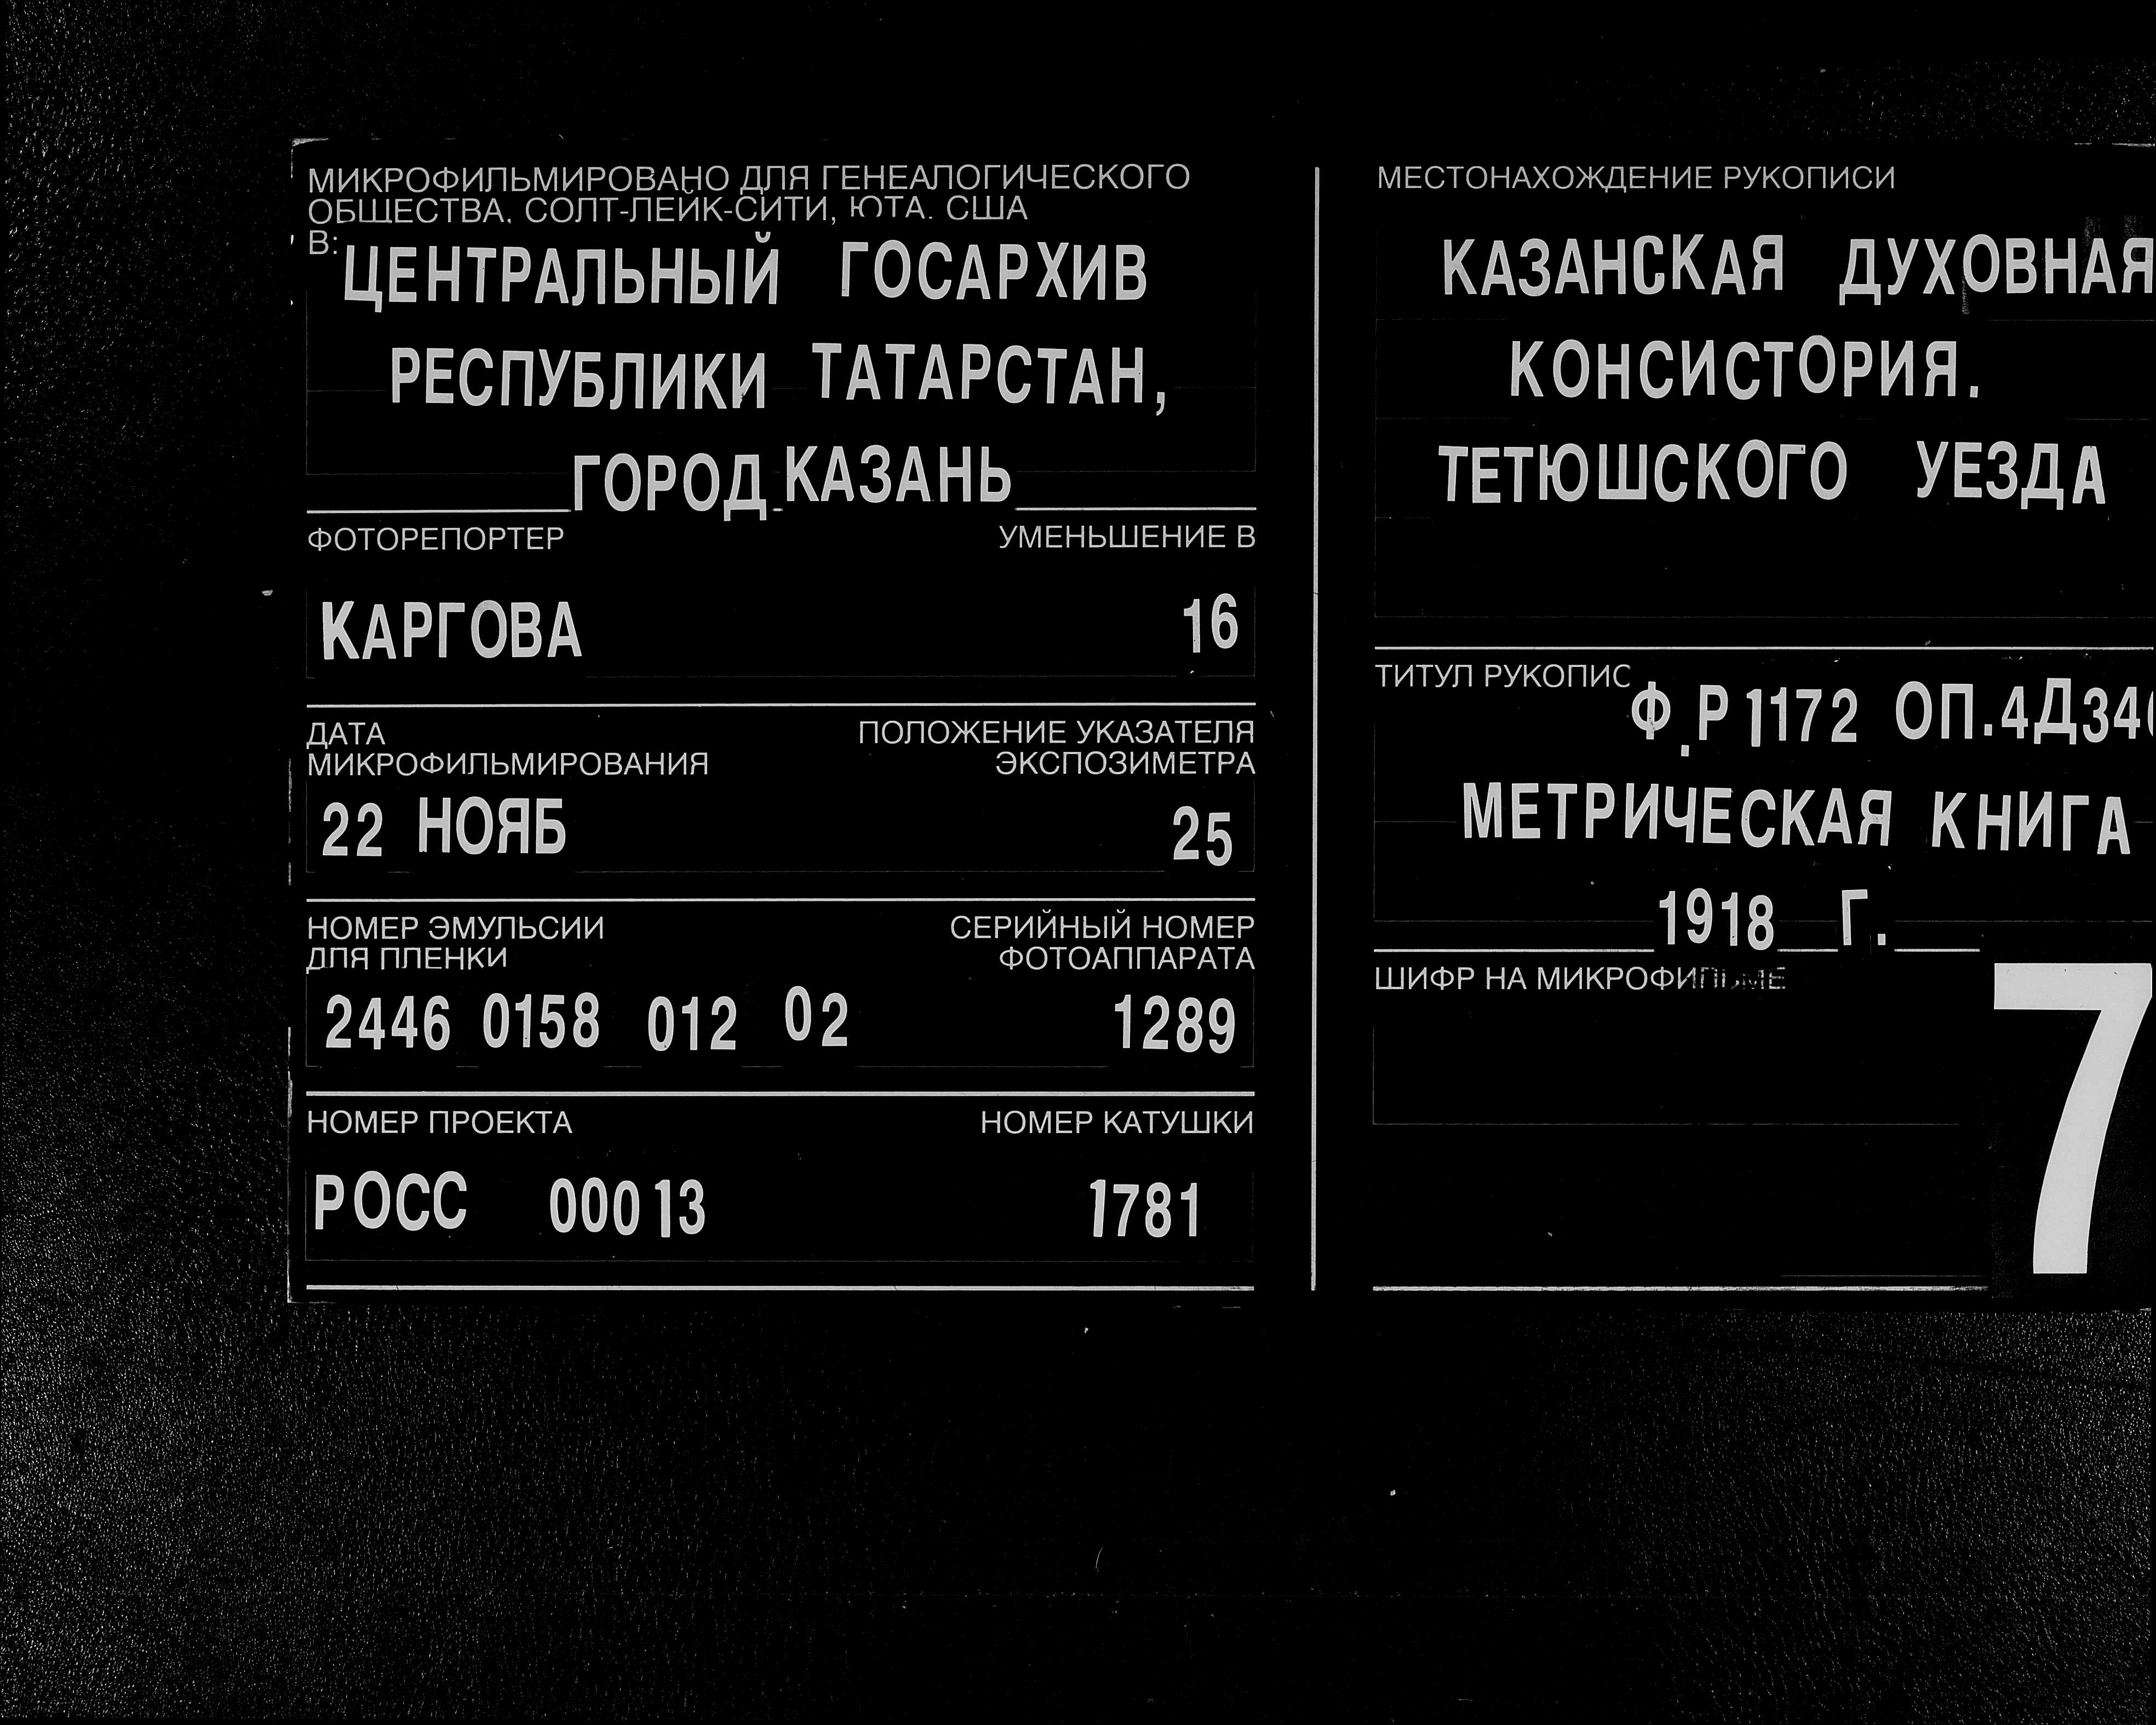 МИКРОФИЛЬМИРОВАНО ДЛЯ ГЕНЕАЛОГИЧЕСКОГО
ОБЩЕСТВА, СОЛТ-ЛЕЙК-СИТИ, ЮТА, США
В: ЦЕНТРАЛЬНЫЙ ГОСАРХИВ
РЕСПУБЛИКИ ТАТАРСТАН,
ГОРОД КАЗАНЬ
ФОТОРЕПОРТЕР УМЕНЬШЕНИЕ В
КАРГОВА 16
ДАТА ПОЛОЖЕНИЕ УКАЗАТЕЛЯ
МИКРОФИЛЬМИРОВАНИЯ ЭКСПОЗИМЕТРА
22 НОЯБ 25
НОМЕР ЭМУЛЬСИИ СЕРИЙНЫЙ НОМЕР
ДЛЯ ПЛЕНКИ ФОТОАППАРАТА
2446 0158 012 02 1289
НОМЕР ПРОЕКТА НОМЕР КАТУШКИ
РОСС 00013 1781
МЕСТОНАХОЖДЕНИЕ РУКОПИСИ
КАЗАНСКАЯ ДУХОВНАЯ
КОНСИСТОРИЯ.
ТЕТЮШСКОГО УЕЗДА
ТИТУЛ РУКОПИС
Ф.Р1172 ОП.4Д34
МЕТРИЧЕСКАЯ КНИГА
1918 Г.
ШИФР НА МИКРОФИЛЬМЕ
7